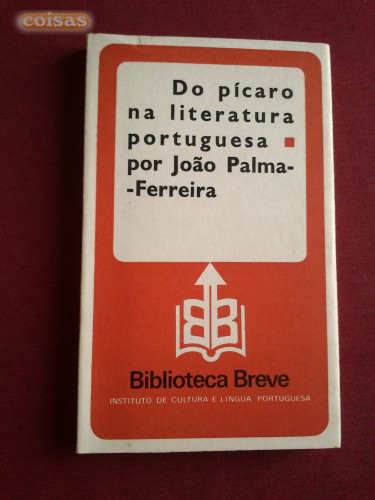 coisas
Do pícaro
na literatura
portuguesa ■
por João Palma-
-Ferreira
BB
Biblioteca Breve
INSTITUTO DE CULTURA E LÍNGUA PORTUGUESA